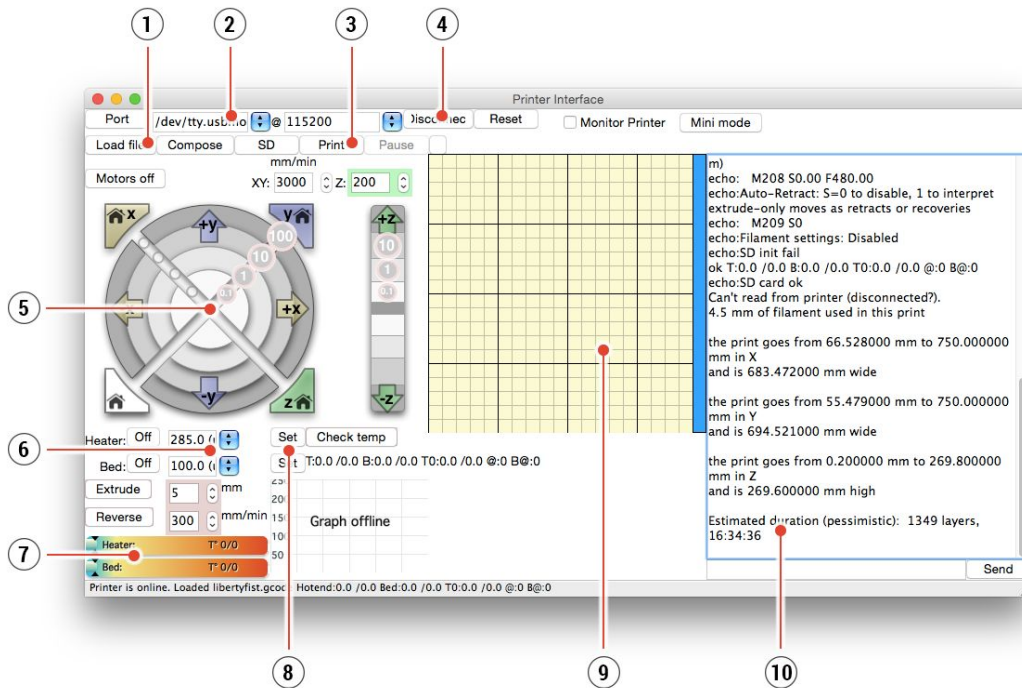 1 2 3 4
Printer Interface
Port /dev/tty.usb @ 115200 Reset Monitor Printer Mini mode
Load file Compose SD Print Pause
mm/min
Motors off XY: 3000 Z: 200
x +y y
100
10
1
0.1
+x
-y
z
+z
10
1
0.1
-z
5
m)
echo: M208 S0.00 F480.00
echo:Auto-Retract: S=0 to disable, 1 to interpret
extrude-only moves as retracts or recoveries
echo: M209 S0
echo:Filament settings: Disabled
echo:SD init fail
ok T:0.0 /0.0 B:0.0 /0.0 T0:0.0 /0.0 @:0 B@:0
echo:SD card ok
Can't read from printer (disconnected?).
4.5 mm of filament used in this print
the print goes from 66.528000 mm to 750.000000
mm in X
and is 683.472000 mm wide
the print goes from 55.479000 mm to 750.000000
mm in Y
and is 694.521000 mm wide
the print goes from 0.200000 mm to 269.800000
mm in Z
and is 269.600000 mm high
Estimated duration (pessimistic): 1349 layers,
16:34:36
Send
6
Heater: Off 285.0 ( Set Check temp
Bed: Off 100.0 ( Set T:0.0 /0.0 B:0.0 /0.0 T0:0.0 /0.0 @:0 B@:0
Extrude 5 mm
Reverse 300 mm/min
Graph offline
50
7
Heater: T° 0/0
Bed: T° 0/0
Printer is online. Loaded libertyfist.gcode Hotend:0.0 /0.0 Bed:0.0 /0.0 T0:0.0 /0.0 @:0 B@:0
8 9 10